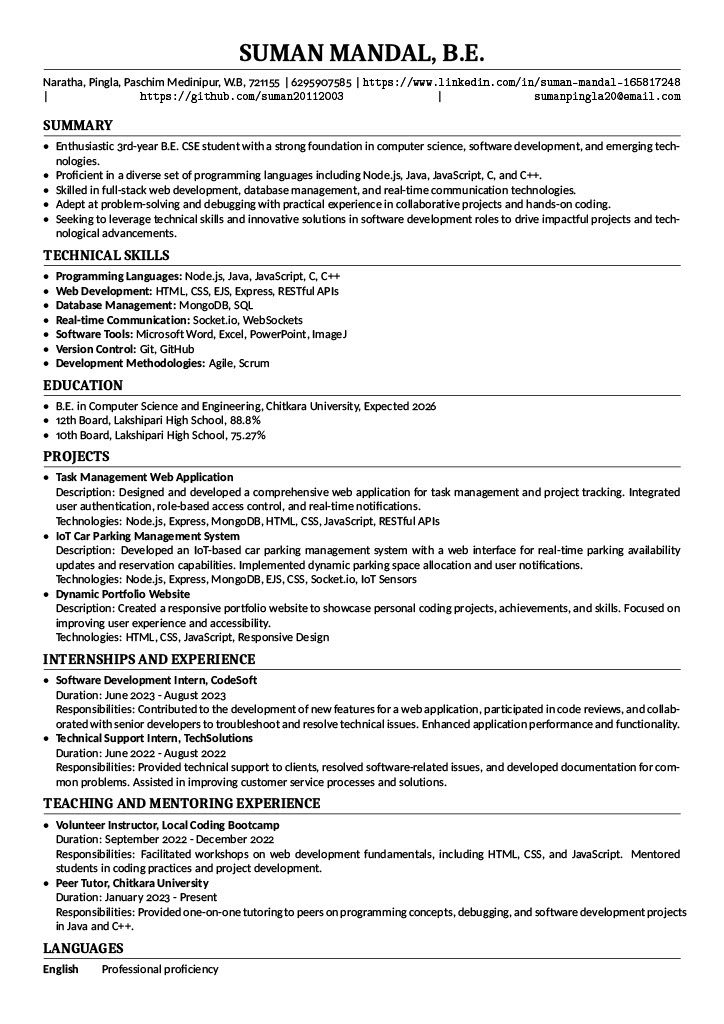 SUMAN MANDAL, B.E.
Naratha, Pingla, Paschim Medinipur, W.B, 721155 | 6295907585 | https://www.linkedin.com/in/suman-mandal-165817248
| https://github.com/suman20112003 | sumanpingla20@email.com
SUMMARY
• Enthusiastic 3rd-year B.E. CSE student with a strong foundation in computer science, software development, and emerging tech-
nologies.
• Proficient in a diverse set of programming languages including Node.js, Java, JavaScript, C, and C++.
• Skilled in full-stack web development, database management, and real-time communication technologies.
• Adept at problem-solving and debugging with practical experience in collaborative projects and hands-on coding.
• Seeking to leverage technical skills and innovative solutions in software development roles to drive impactful projects and tech-
nological advancements.
TECHNICAL SKILLS
• Programming Languages: Node.js, Java, JavaScript, C, C++
• Web Development: HTML, CSS, EJS, Express, RESTful APIs
• Database Management: MongoDB, SQL
• Real-time Communication: Socket.io, WebSockets
• Software Tools: Microsoft Word, Excel, PowerPoint, ImageJ
• Version Control: Git, GitHub
• Development Methodologies: Agile, Scrum
EDUCATION
• B.E. in Computer Science and Engineering, Chitkara University, Expected 2026
• 12th Board, Lakshipari High School, 88.8%
• 10th Board, Lakshipari High School, 75.27%
PROJECTS
• Task Management Web Application
Description: Designed and developed a comprehensive web application for task management and project tracking. Integrated
user authentication, role-based access control, and real-time notifications.
Technologies: Node.js, Express, MongoDB, HTML, CSS, JavaScript, RESTful APIs
• IoT Car Parking Management System
Description: Developed an IoT-based car parking management system with a web interface for real-time parking availability
updates and reservation capabilities. Implemented dynamic parking space allocation and user notifications.
Technologies: Node.js, Express, MongoDB, EJS, CSS, Socket.io, IoT Sensors
• Dynamic Portfolio Website
Description: Created a responsive portfolio website to showcase personal coding projects, achievements, and skills. Focused on
improving user experience and accessibility.
Technologies: HTML, CSS, JavaScript, Responsive Design
INTERNSHIPS AND EXPERIENCE
• Software Development Intern, CodeSoft
Duration: June 2023 - August 2023
Responsibilities: Contributed to the development of new features for a web application, participated in code reviews, and collab-
orated with senior developers to troubleshoot and resolve technical issues. Enhanced application performance and functionality.
• Technical Support Intern, TechSolutions
Duration: June 2022 - August 2022
Responsibilities: Provided technical support to clients, resolved software-related issues, and developed documentation for com-
mon problems. Assisted in improving customer service processes and solutions.
TEACHING AND MENTORING EXPERIENCE
• Volunteer Instructor, Local Coding Bootcamp
Duration: September 2022 - December 2022
Responsibilities: Facilitated workshops on web development fundamentals, including HTML, CSS, and JavaScript. Mentored
students in coding practices and project development.
• Peer Tutor, Chitkara University
Duration: January 2023 - Present
Responsibilities: Provided one-on-one tutoring to peers on programming concepts, debugging, and software development projects
in Java and C++.
LANGUAGES
English Professional proficiency